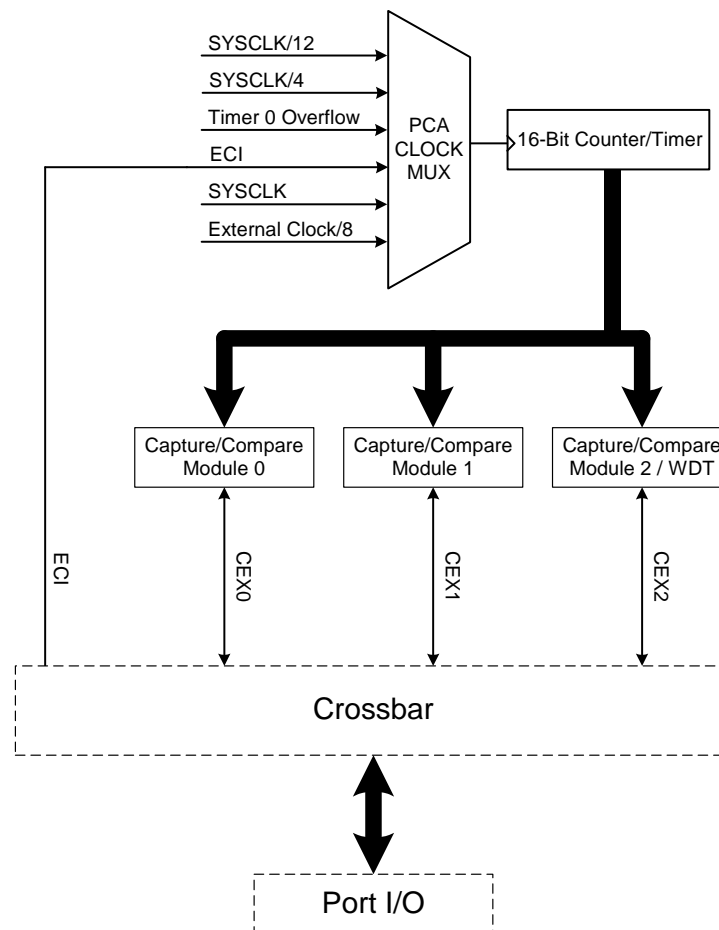 SYSCLK/12
SYSCLK/4
Timer 0 Overflow
ECI
SYSCLK
External Clock/8
PCA
CLOCK
MUX
16-Bit Counter/Timer
Capture/Compare
Module 0
Capture/Compare
Module 1
Capture/Compare
Module 2 / WDT
ECI
CEX0
CEX1
CEX2
Crossbar
Port I/O